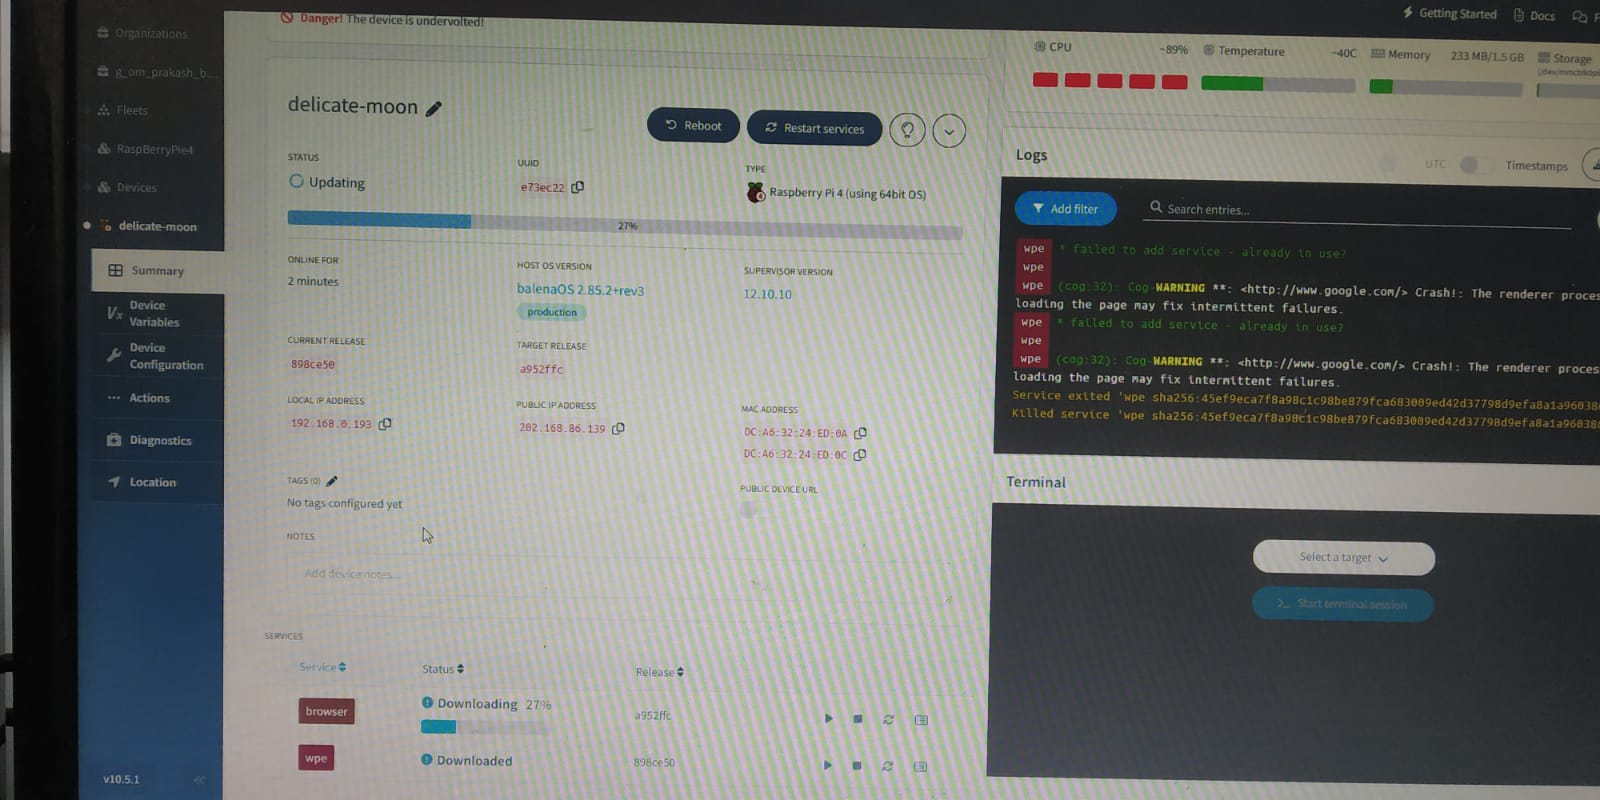 Getting Started
Docs
Organizations
g_om_prakash_b...
Fleets
RaspBerryPie4
Devices
delicate-moon
Summary
Device Variables
Device Configuration
Actions
Diagnostics
Location
v10.5.1
Danger! The device is undervolted!
delicate-moon
Reboot
Restart services
STATUS
Updating
UUID
e73ec22
TYPE
Raspberry Pi 4 (using 64bit OS)
27%
ONLINE FOR
2 minutes
HOST OS VERSION
balenaOS 2.85.2+rev3
production
SUPERVISOR VERSION
12.10.10
CURRENT RELEASE
898ce50
TARGET RELEASE
a952ffc
LOCAL IP ADDRESS
192.168.0.193
PUBLIC IP ADDRESS
202.168.86.139
MAC ADDRESS
DC:A6:32:24:ED:0A
DC:A6:32:24:ED:0C
TAGS (0)
No tags configured yet
PUBLIC DEVICE URL
NOTES
Add device notes...
SERVICES
Service
Status
Release
browser
Downloading 27%
a952ffc
wpe
Downloaded
898ce50
CPU
~89%
Temperature
~40C
Memory
233 MB/1.5 GB
Storage
Logs
UTC
Timestamps
Add filter
Search entries...
wpe * failed to add service - already in use?
wpe
wpe (cog:32): Cog-WARNING **: <http://www.google.com/> Crash!: The renderer proces
loading the page may fix intermittent failures.
wpe * failed to add service - already in use?
wpe
wpe (cog:32): Cog-WARNING **: <http://www.google.com/> Crash!: The renderer proces
loading the page may fix intermittent failures.
Service exited 'wpe
Killed service 'wpe
Terminal
Select a target
Start terminal session